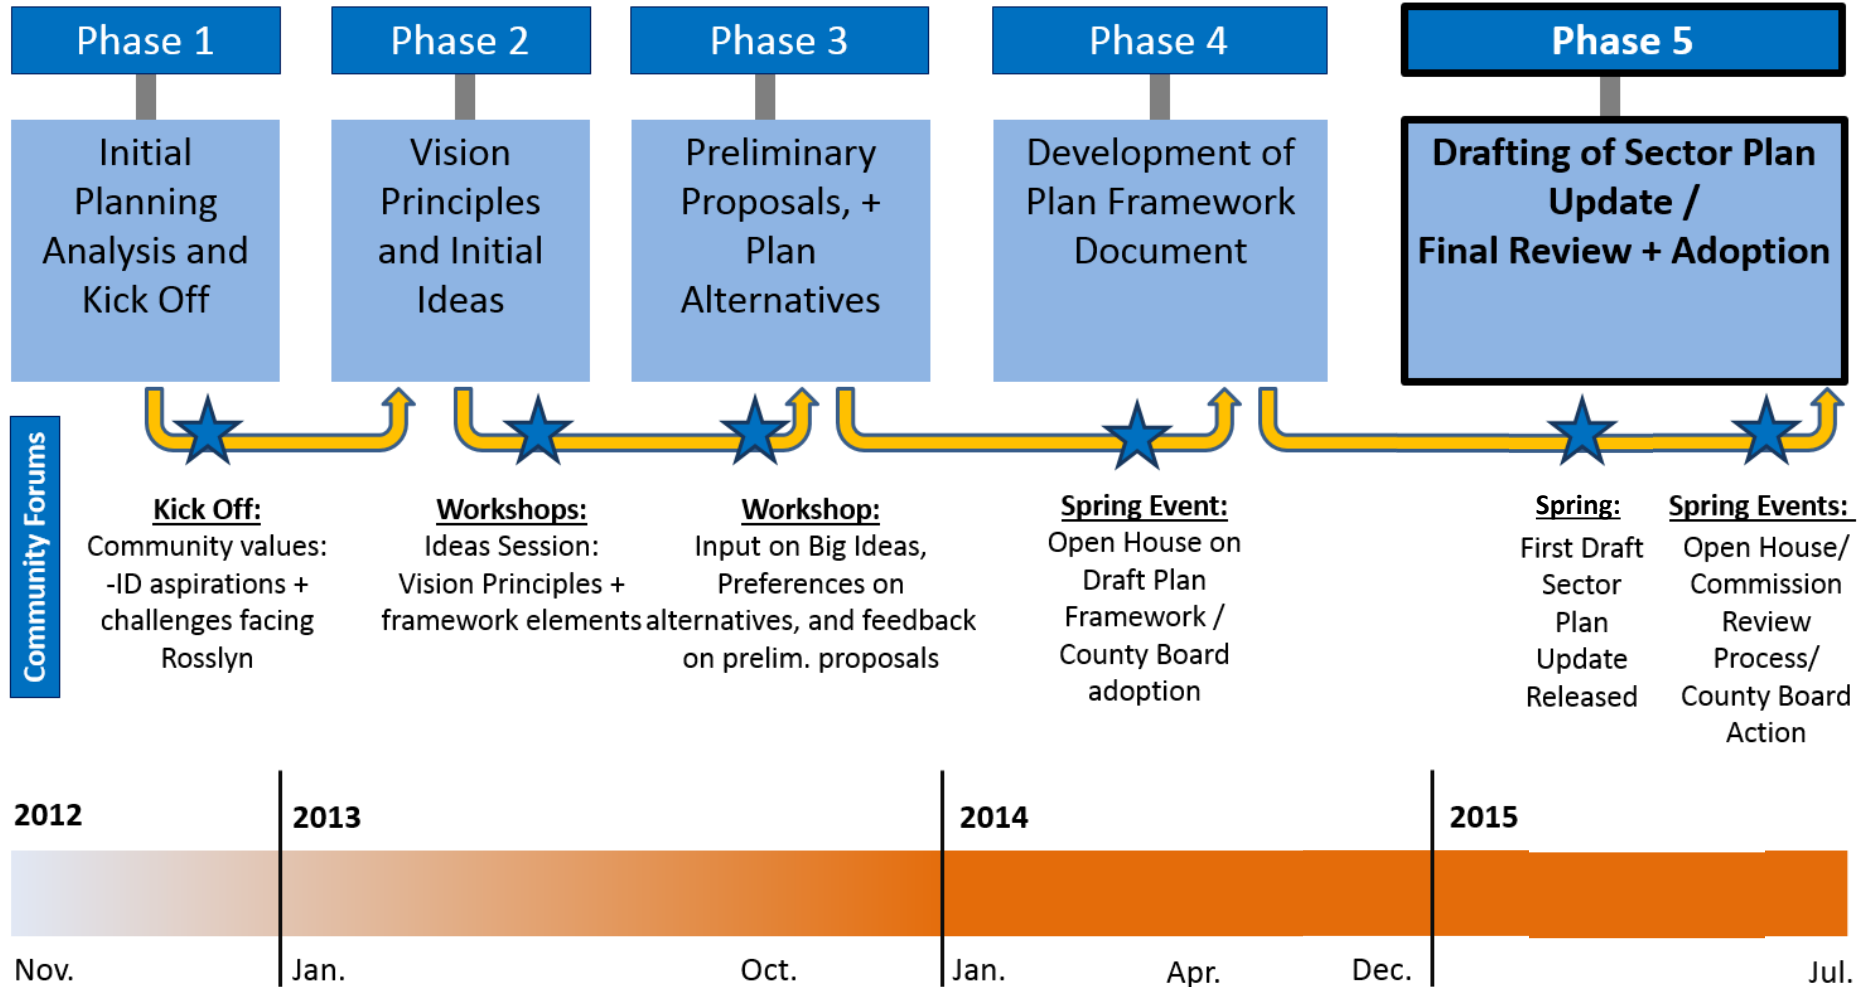 Phase 1
Phase 2
Phase 3
Phase 4
Phase 5
Initial
Planning
Analysis and
Kick Off
Vision
Principles
and Initial
Ideas
Preliminary
Proposals, +
Plan
Alternatives
Development of
Plan Framework
Document
Drafting of Sector Plan
Update /
Final Review + Adoption
Community Forums
Kick Off:
Community values:
-ID aspirations +
challenges facing
Rosslyn
Workshops:
Ideas Session:
Vision Principles +
framework elements
Workshop:
Input on Big Ideas,
Preferences on
alternatives, and feedback
on prelim. proposals
Spring Event:
Open House on
Draft Plan
Framework /
County Board
adoption
Spring:
First Draft
Sector
Plan
Update
Released
Spring Events:
Open House/
Commission
Review
Process/
County Board
Action
2012
2013
2014
2015
Nov.
Jan.
Oct.
Jan.
Apr.
Dec.
Jul.